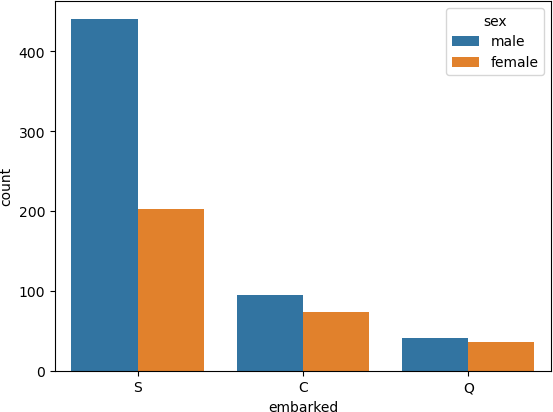 sex
male
female
400
300
200
100
0
count
S C Q
embarked